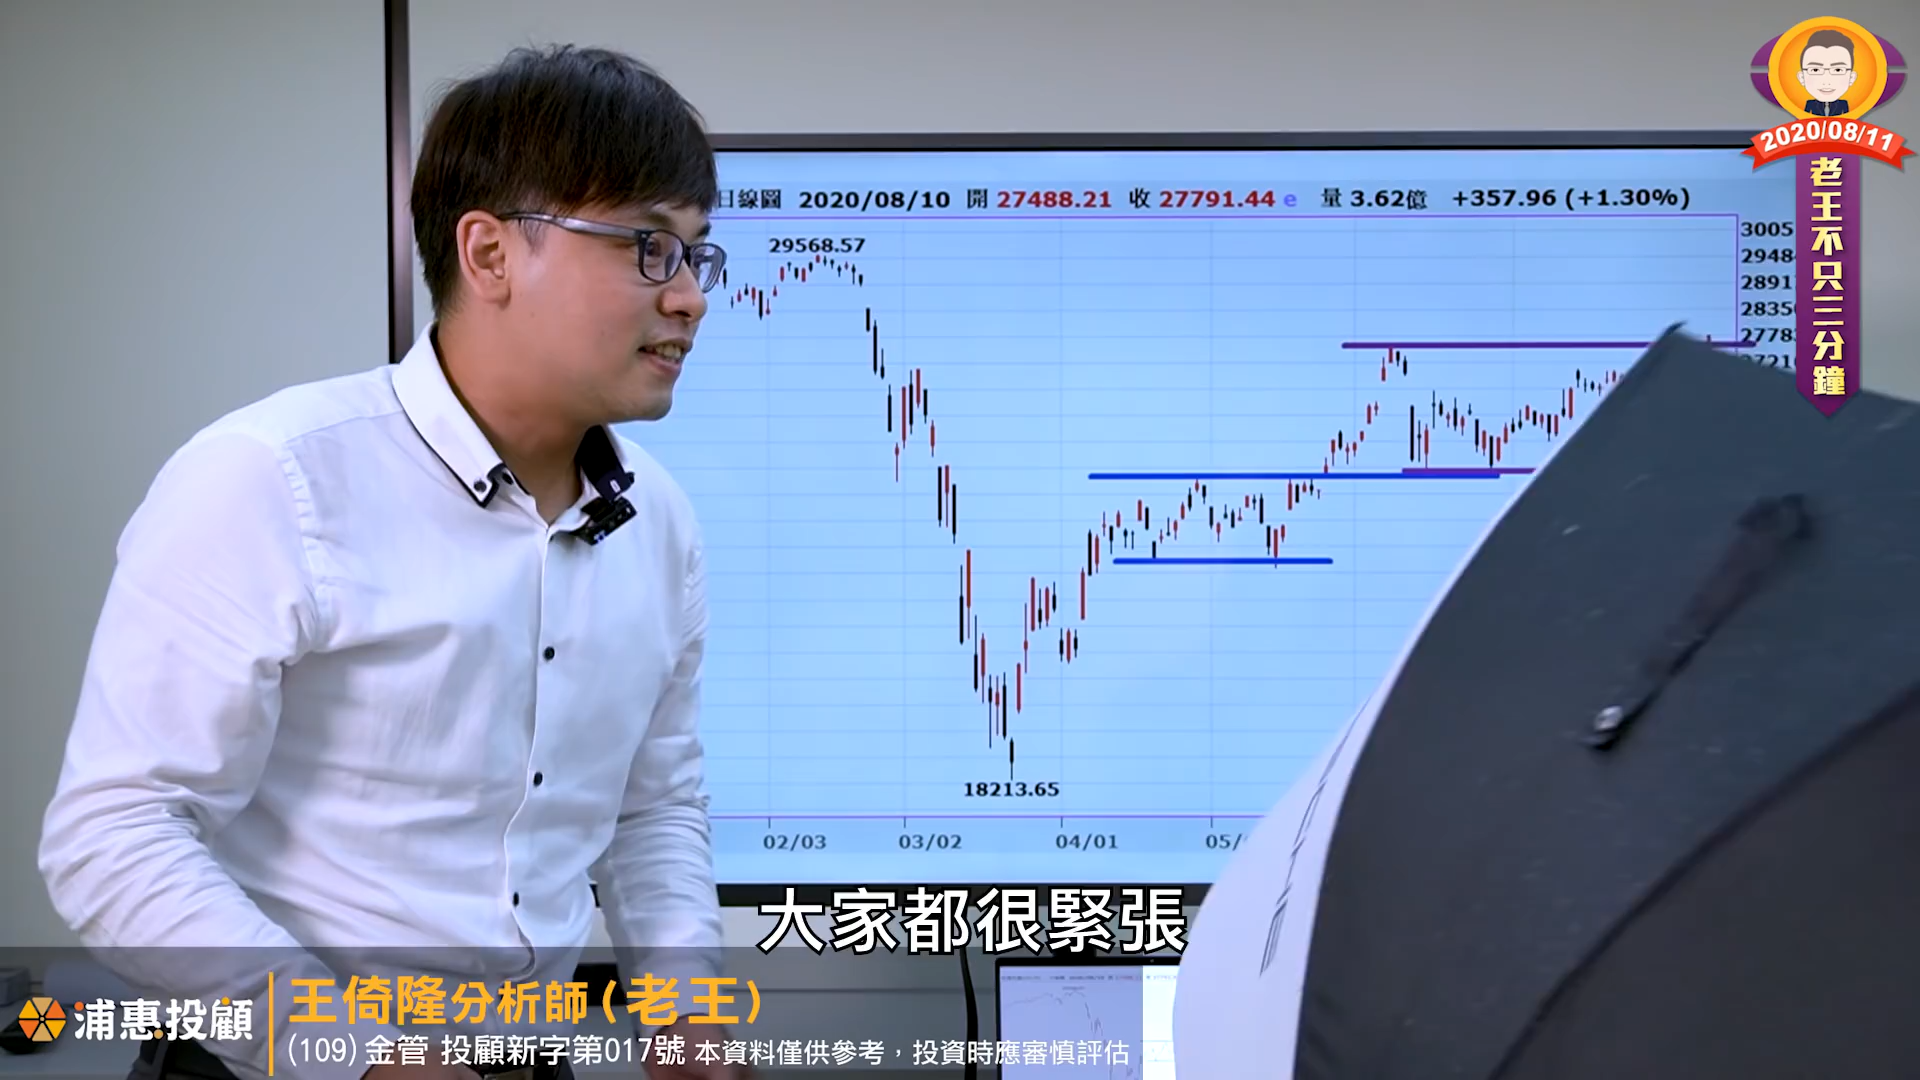 2020/08/11
老王不只三分鐘
日線圖 2020/08/10 開 27488.21 收 27791.44 e 量 3.62億 +357.96 (+1.30%)
29568.57
18213.65
3005
2948
2891
2835
2778
2721
02/03 03/02 04/01 05/
大家都很緊張
浦惠投顧
王倚隆分析師(老王)
(109) 金管 投顧新字第017號 本資料僅供參考，投資時應審慎評估